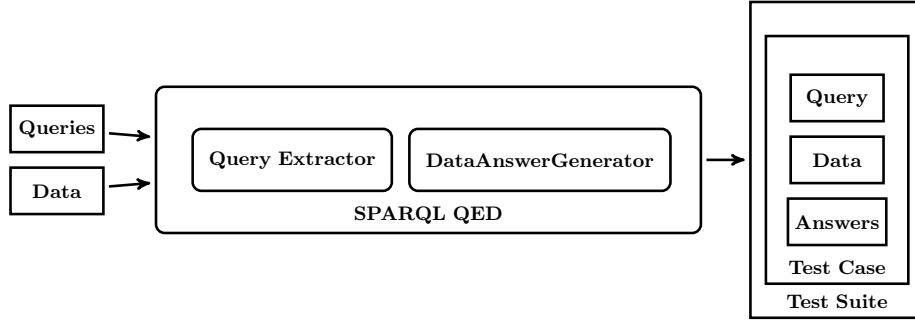 Queries
Data
Query Extractor
DataAnswerGenerator
SPARQL QED
Query
Data
Answers
Test Case
Test Suite